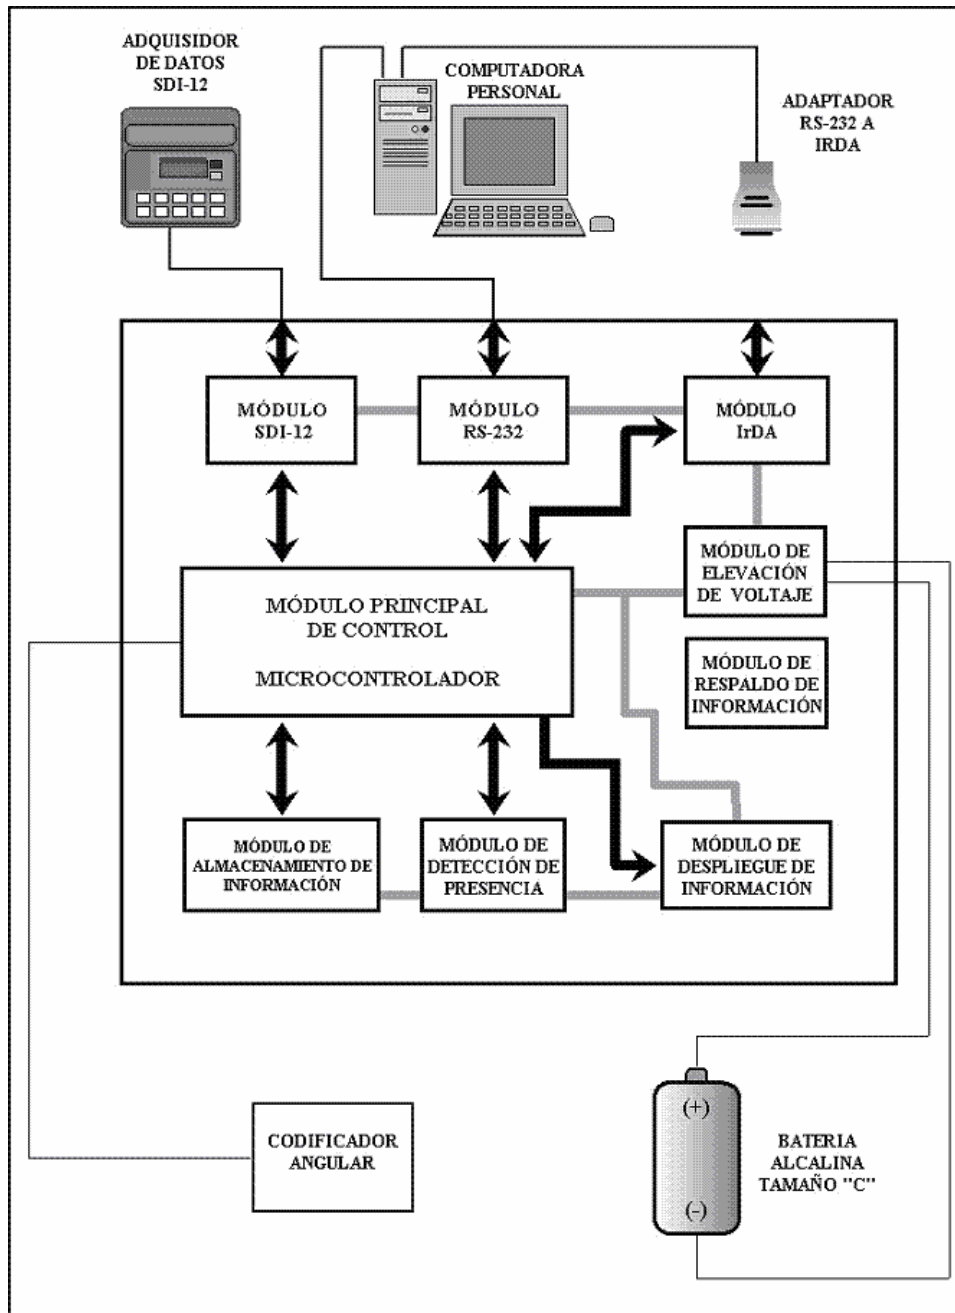 ADQUISIDOR
DE DATOS
SDI-12
COMPUTADORA
PERSONAL
ADAPTADOR
RS-232 A
IRDA
MÓDULO
SDI-12
MÓDULO
RS-232
MÓDULO
IrDA
MÓDULO DE
ELEVACIÓN
DE VOLTAJE
MÓDULO PRINCIPAL
DE CONTROL
MICROCONTROLADOR
MÓDULO DE
RESPALDO DE
INFORMACIÓN
MÓDULO DE
ALMACENAMIENTO DE
INFORMACIÓN
MÓDULO DE
DETECCIÓN DE
PRESENCIA
MÓDULO DE
DESPLIEGUE DE
INFORMACIÓN
CODIFICADOR
ANGULAR
(+)
(-)
BATERIA
ALCALINA
TAMAÑO "C"